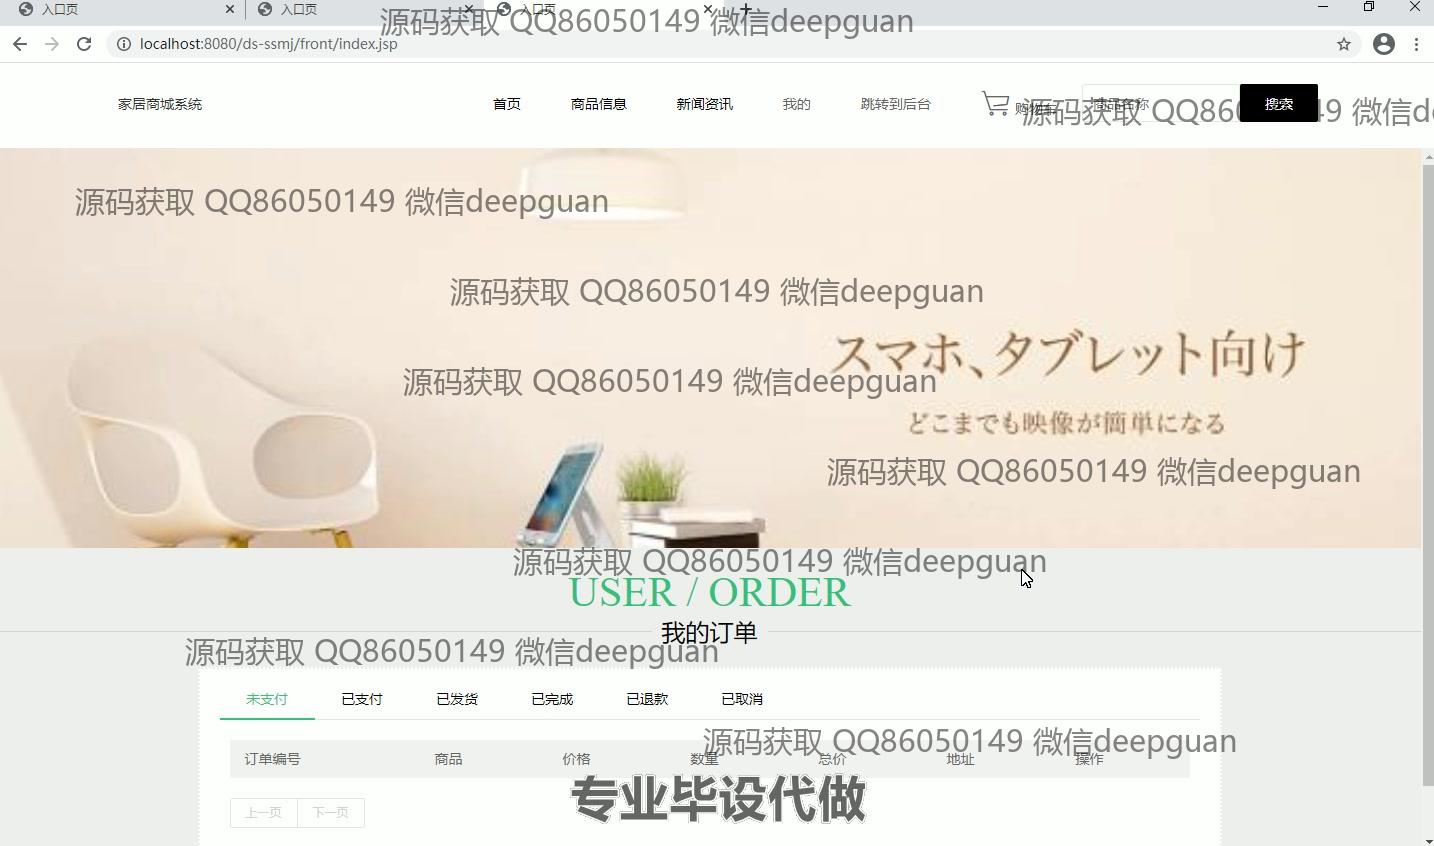 入口页
入口页
入口页
源码获取 QQ86050149 微信deepguan
localhost:8080/ds-ssmj/front/index.jsp
家居商城系统
首页
商品信息
新闻资讯
我的
跳转到后台
购物车
商品名称
搜索
源码获取 QQ86050149 微信de
源码获取 QQ86050149 微信deepguan
源码获取 QQ86050149 微信deepguan
スマホ、タブレット向け
源码获取 QQ86050149 微信deepguan
どこまでも映像が簡単になる
源码获取 QQ86050149 微信deepguan
源码获取 QQ86050149 微信deepguan
USER / ORDER
我的订单
源码获取 QQ86050149 微信deepguan
未支付
已支付
已发货
已完成
已退款
已取消
源码获取 QQ86050149 微信deepguan
订单编号
商品
价格
数量
总价
地址
操作
专业毕设代做
上一页
下一页